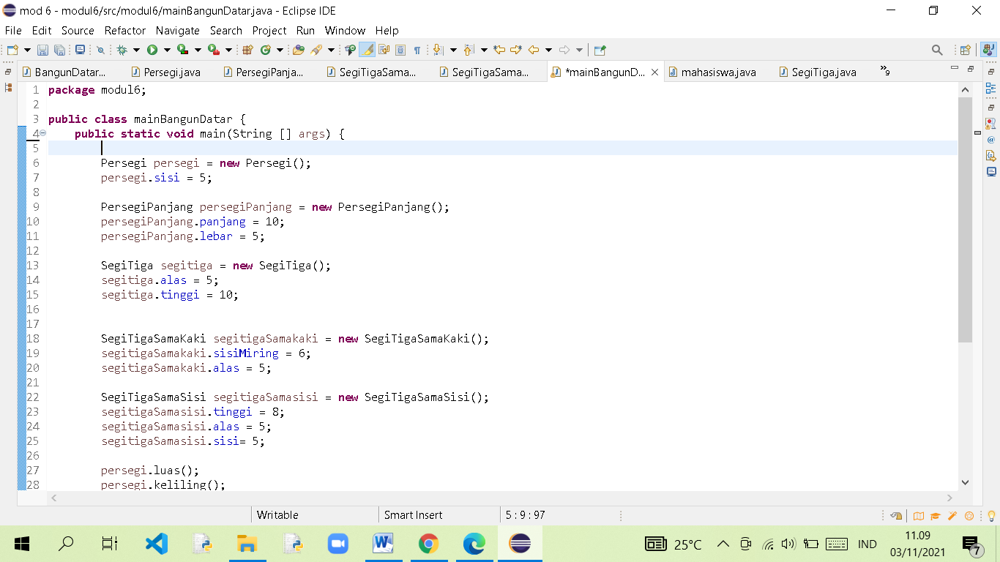 mod 6 - modul6/src/modul6/mainBangunDatar.java - Eclipse IDE
File Edit Source Refactor Navigate Search Project Run Window Help
BangunDatar... Persegi.java PersegiPanja... SegiTigaSama... SegiTigaSama... *mainBangunD... mahasiswa.java SegiTiga.java »9
1 package modul6;
2
3 public class mainBangunDatar {
4 public static void main(String [] args) {
5
6 Persegi persegi = new Persegi();
7 persegi.sisi = 5;
8
9 PersegiPanjang persegiPanjang = new PersegiPanjang();
10 persegiPanjang.panjang = 10;
11 persegiPanjang.lebar = 5;
12
13 SegiTiga segitiga = new SegiTiga();
14 segitiga.alas = 5;
15 segitiga.tinggi = 10;
16
17
18 SegiTigaSamaKaki segitigaSamakaki = new SegiTigaSamaKaki();
19 segitigaSamakaki.sisiMiring = 6;
20 segitigaSamakaki.alas = 5;
21
22 SegiTigaSamaSisi segitigaSamasisi = new SegiTigaSamaSisi();
23 segitigaSamasisi.tinggi = 8;
24 segitigaSamasisi.alas = 5;
25 segitigaSamasisi.sisi= 5;
26
27 persegi.luas();
28 persegi.keliling();
Writable Smart Insert 5 : 9 : 97
25°C IND 11.09
03/11/2021 7